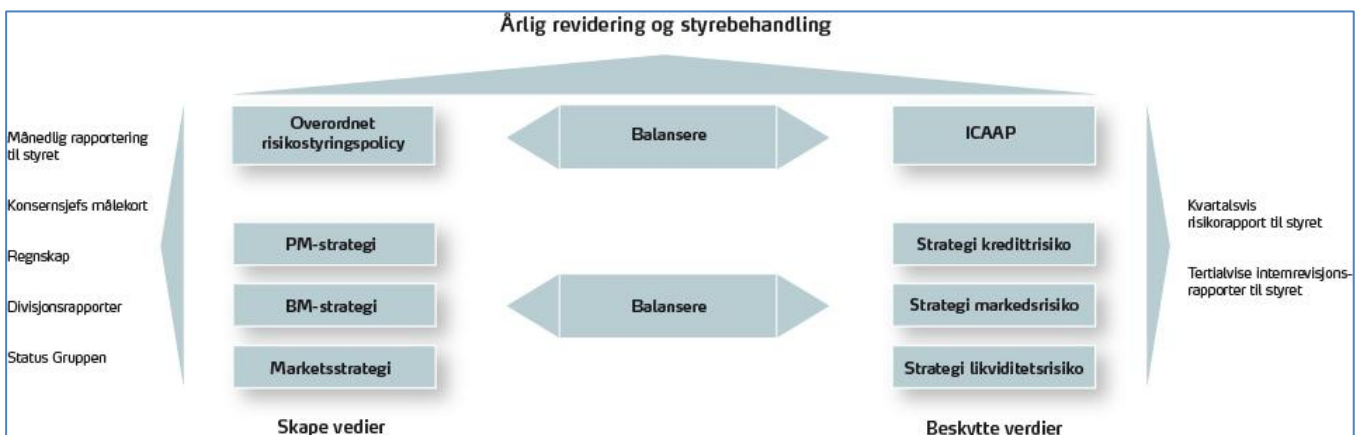 Årlig revidering og styrebehandling
Månedlig rapportering
til styret
Konsernsjefs målekort
Regnskap
Divisjonsrapporter
Status Gruppen
Overordnet
risikostyringspolicy
PM-strategi
BM-strategi
Marketsstrategi
Skape vedier
Balansere
Balansere
ICAAP
Strategi kredittrisiko
Strategi markedsrisiko
Strategi likviditetsrisiko
Beskytte verdier
Kvartalsvis
risikorapport til styret
Tertialvise internrevisjons-
rapporter til styret